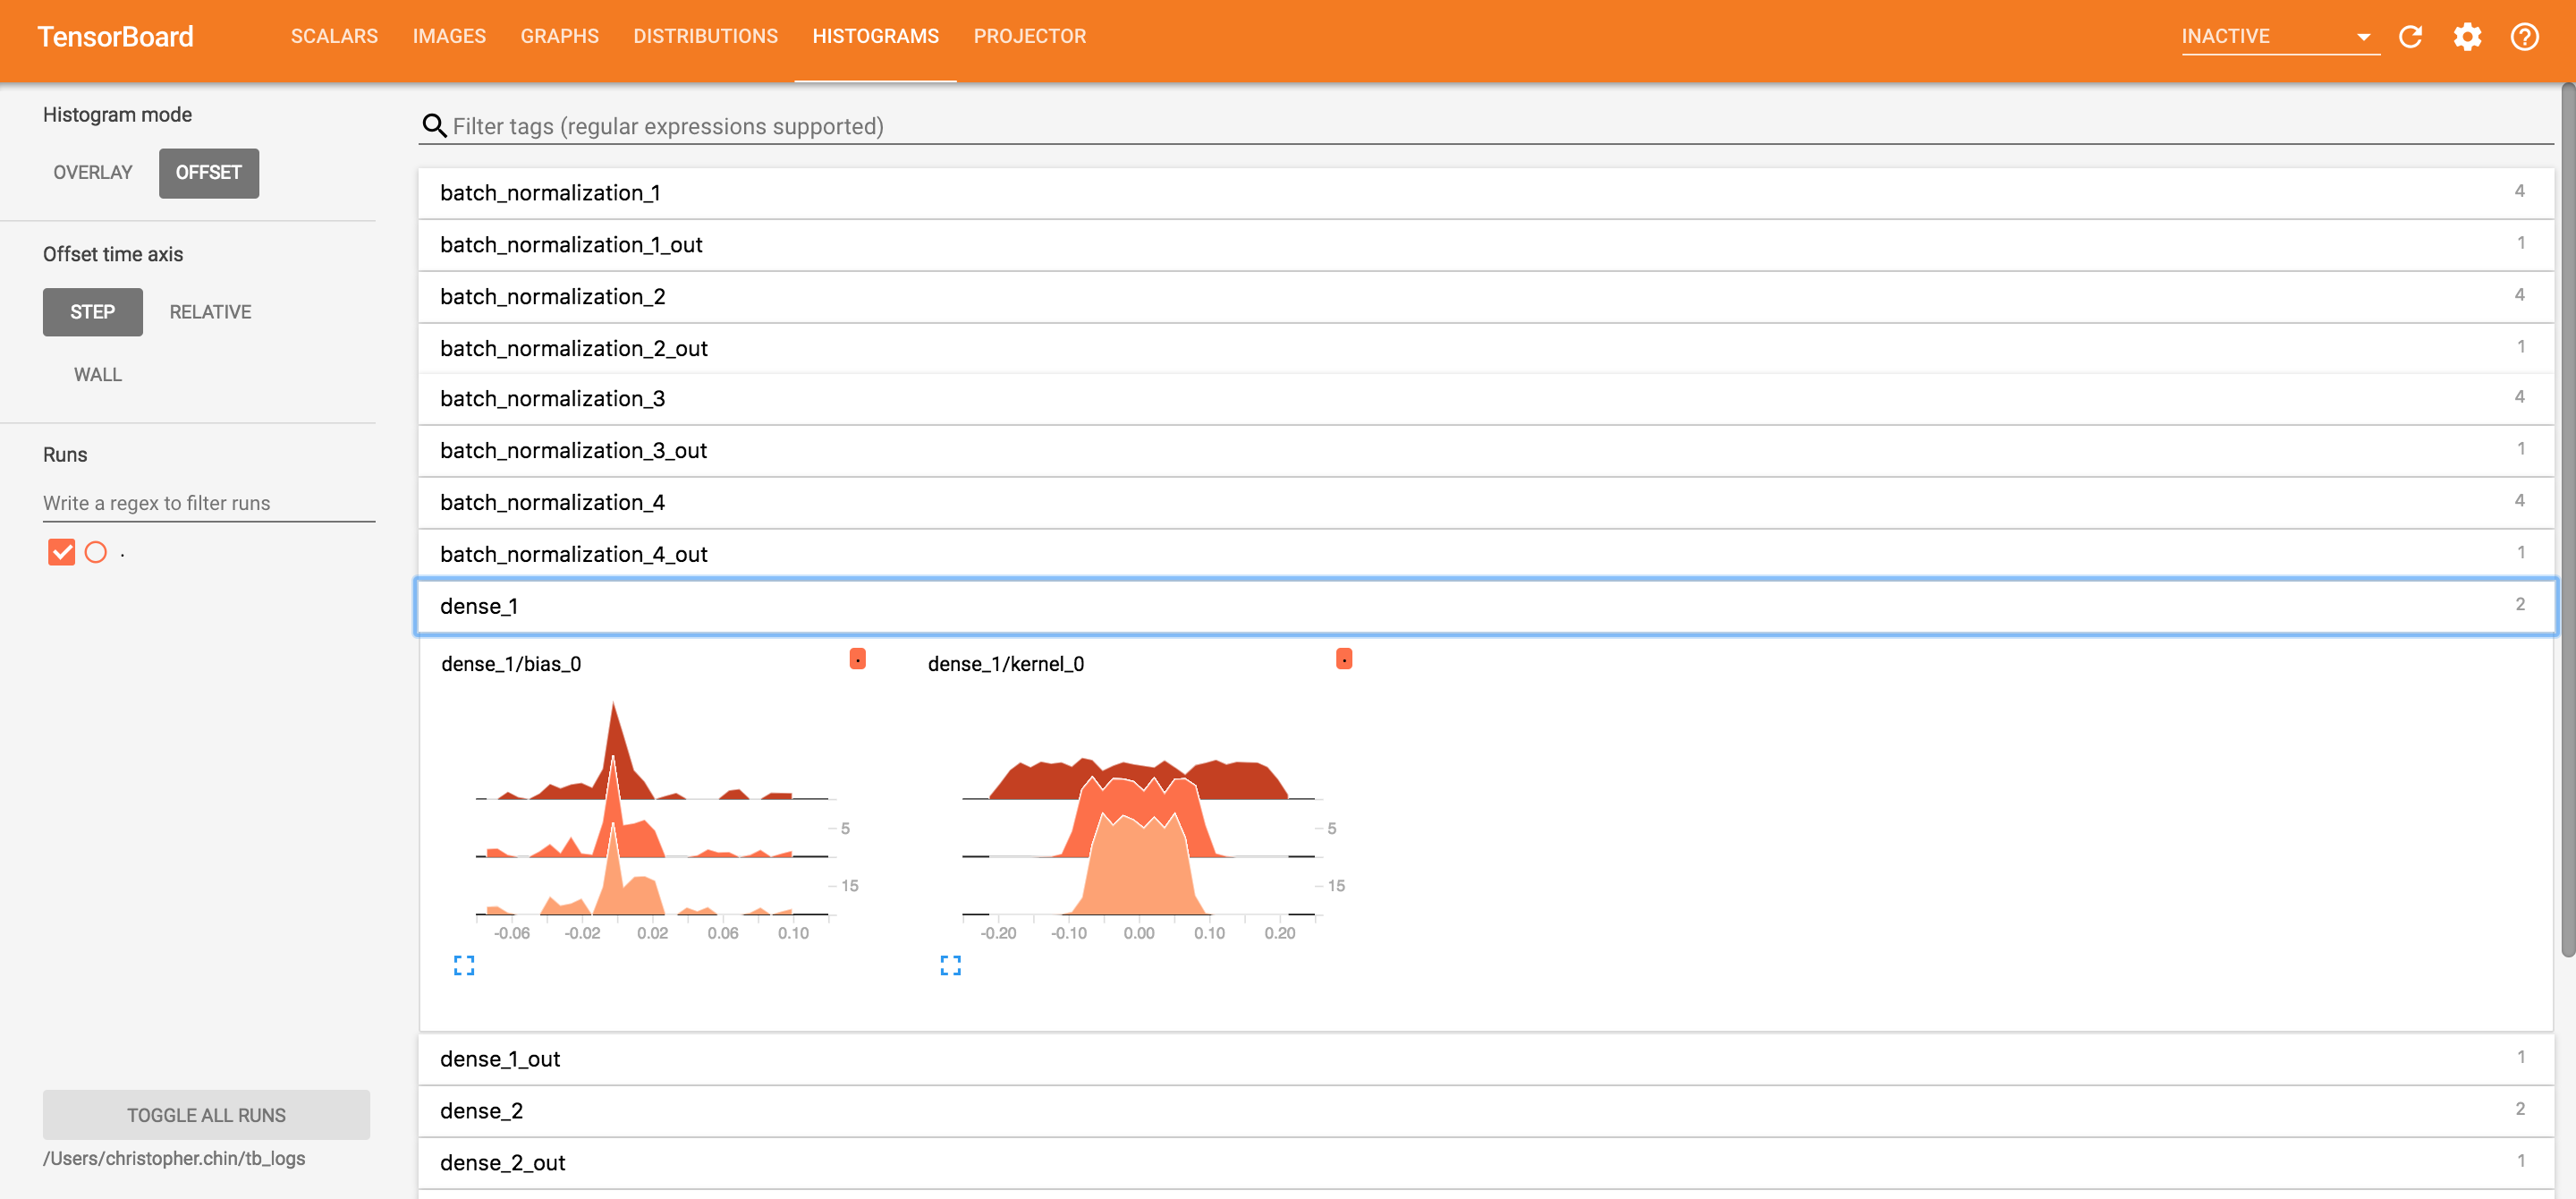 TensorBoard SCALARS IMAGES GRAPHS DISTRIBUTIONS HISTOGRAMS PROJECTOR INACTIVE
Histogram mode
OVERLAY OFFSET
Offset time axis
STEP RELATIVE
WALL
Runs
Write a regex to filter runs
.
TOGGLE ALL RUNS
/Users/christopher.chin/tb_logs
Filter tags (regular expressions supported)
batch_normalization_1 4
batch_normalization_1_out 1
batch_normalization_2 4
batch_normalization_2_out 1
batch_normalization_3 4
batch_normalization_3_out 1
batch_normalization_4 4
batch_normalization_4_out 1
dense_1 2
dense_1/bias_0 .
5
15
-0.06 -0.02 0.02 0.06 0.10
dense_1/kernel_0 .
5
15
-0.20 -0.10 0.00 0.10 0.20
dense_1_out 1
dense_2 2
dense_2_out 1